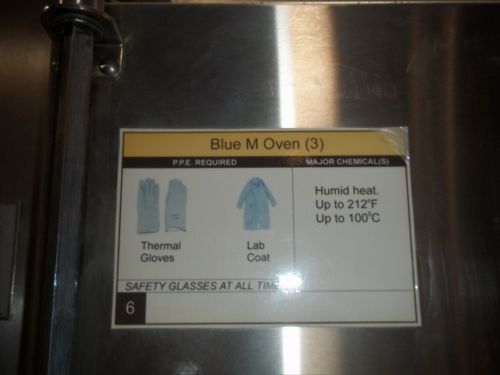 Blue M Oven (3)
P.P.E. REQUIRED
MAJOR CHEMICAL(S)
Thermal
Gloves
Lab
Coat
Humid heat.
Up to 212°F
Up to 100°C
SAFETY GLASSES AT ALL TIME
6